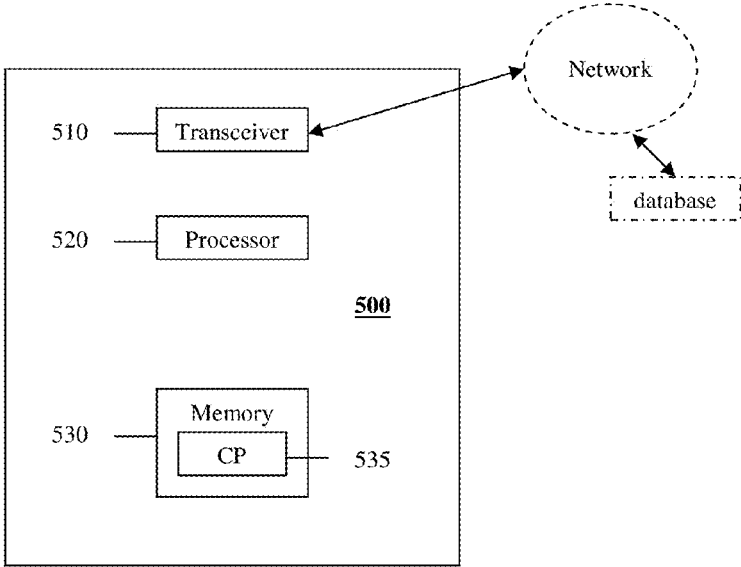 Network
510
Transceiver
database
520
Processor
500
Memory
530
CP
535